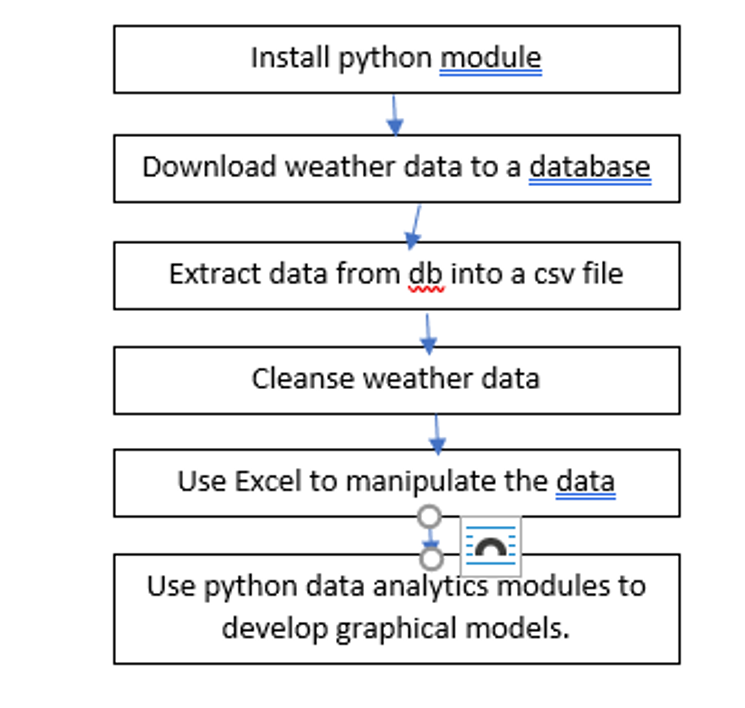 Install python module
Download weather data to a database
Extract data from db into a csv file
Cleanse weather data
Use Excel to manipulate the data
Use python data analytics modules to
develop graphical models.